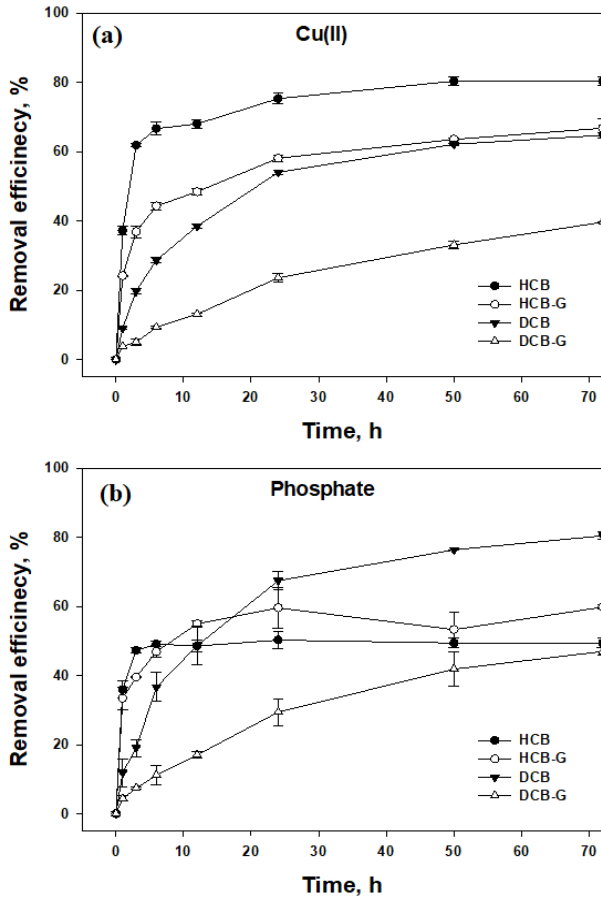 (a)
Cu(II)
Removal efficinecy, %
100
80
60
40
20
0
HCB
HCB-G
DCB
DCB-G
0 10 20 30 40 50 60 70
Time, h
(b)
Phosphate
Removal efficinecy, %
100
80
60
40
20
0
HCB
HCB-G
DCB
DCB-G
0 10 20 30 40 50 60 70
Time, h